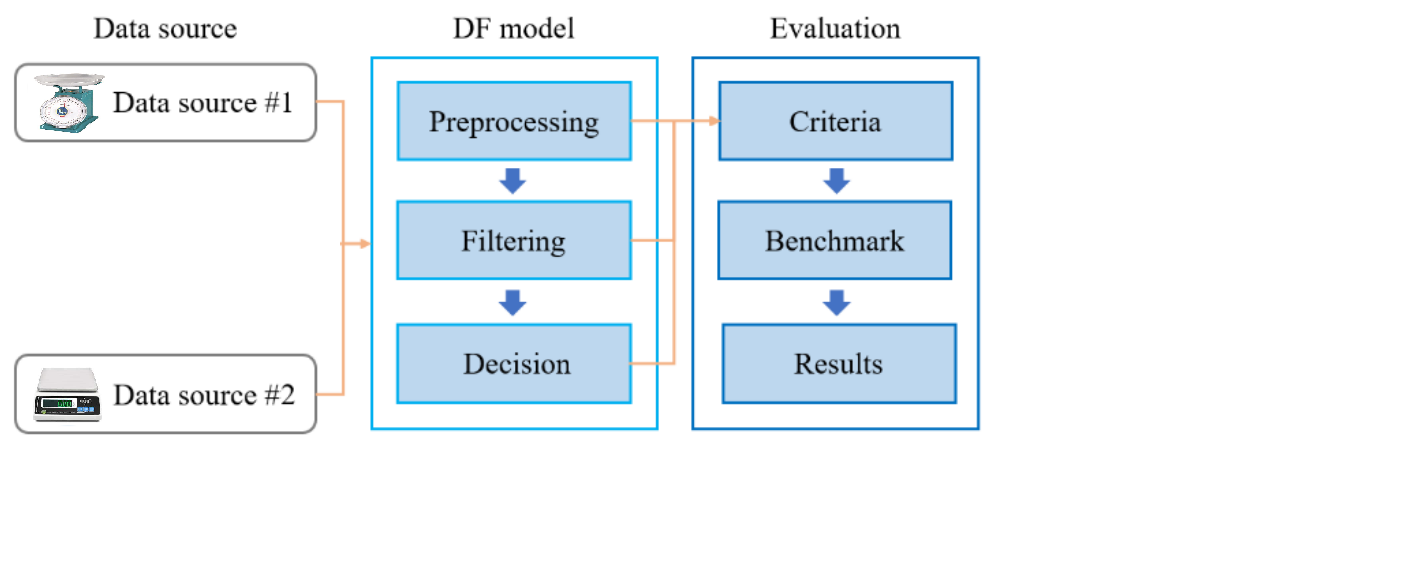 Data source
DF model
Evaluation
Data source #1
Data source #2
Preprocessing
Filtering
Decision
Criteria
Benchmark
Results